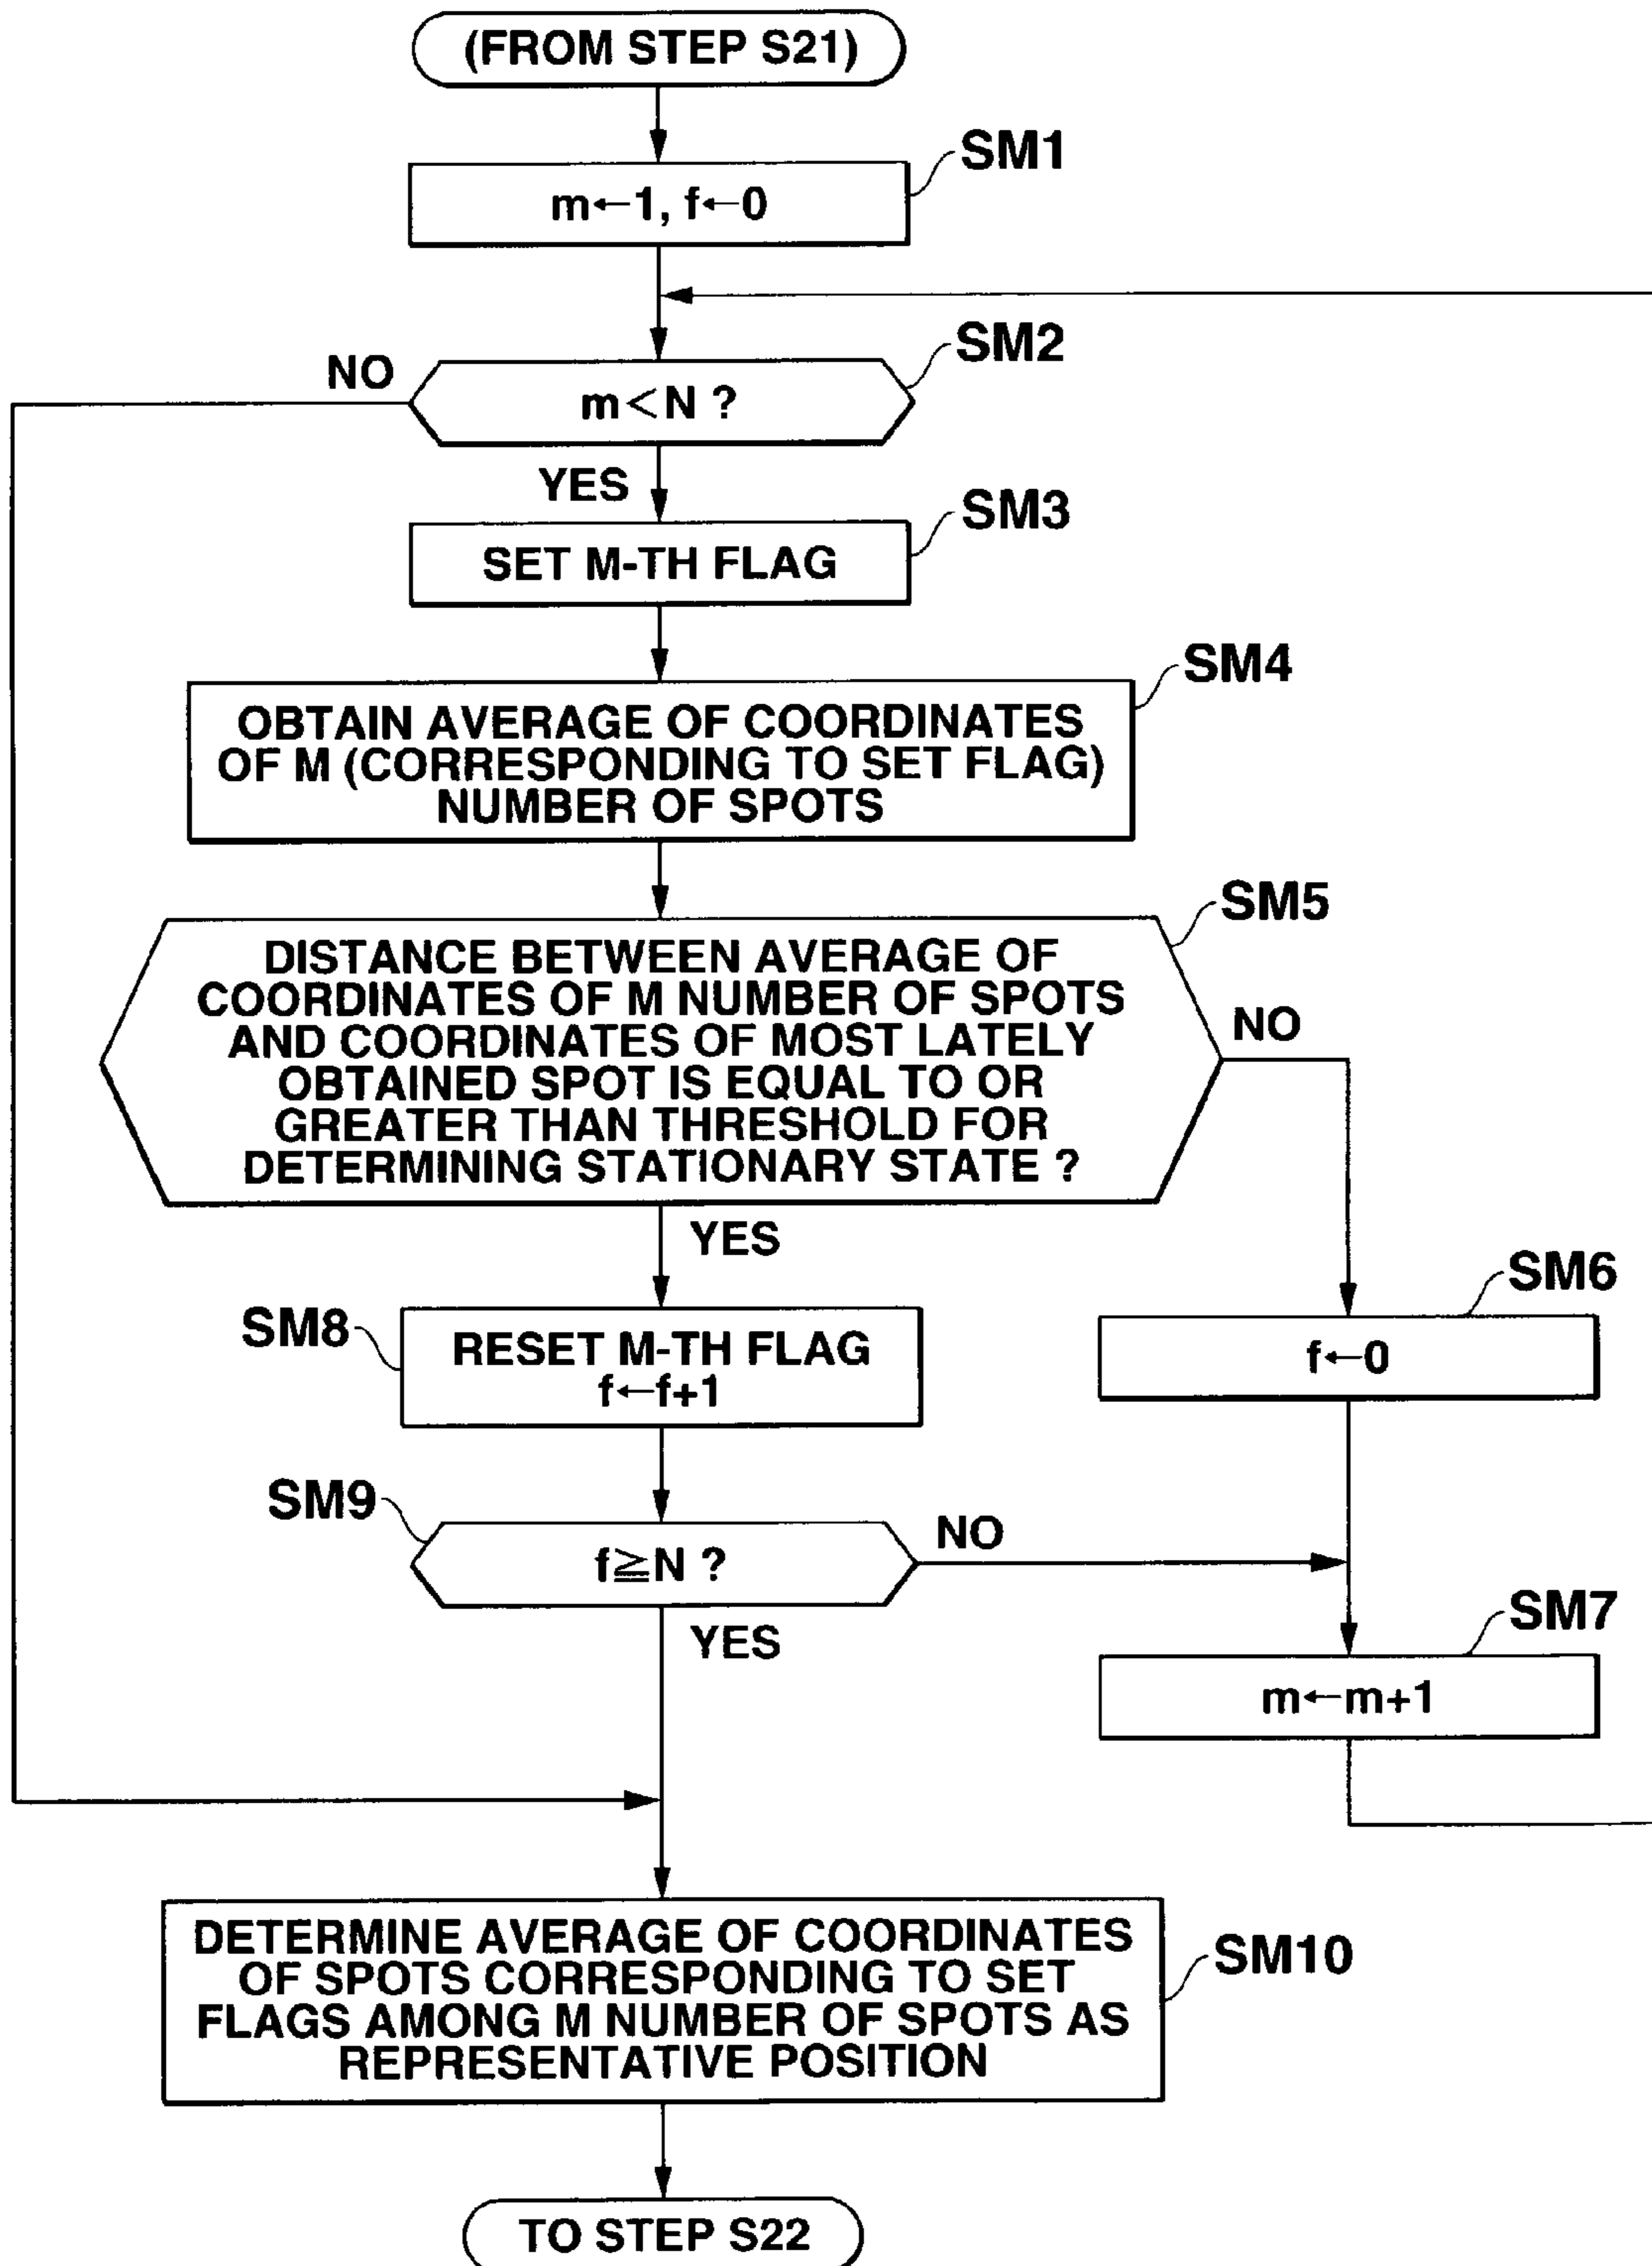 (FROM STEP S21)
SM1
m←1, f←0
SM2
NO
m<N ?
YES
SM3
SET M-TH FLAG
SM4
OBTAIN AVERAGE OF COORDINATES
OF M (CORRESPONDING TO SET FLAG)
NUMBER OF SPOTS
SM5
DISTANCE BETWEEN AVERAGE OF
COORDINATES OF M NUMBER OF SPOTS
AND COORDINATES OF MOST LATELY
OBTAINED SPOT IS EQUAL TO OR
GREATER THAN THRESHOLD FOR
DETERMINING STATIONARY STATE ?
NO
YES
SM6
f←0
SM8
RESET M-TH FLAG
f←f+1
SM9
f≧N ?
NO
YES
SM7
m←m+1
DETERMINE AVERAGE OF COORDINATES
OF SPOTS CORRESPONDING TO SET
FLAGS AMONG M NUMBER OF SPOTS AS
REPRESENTATIVE POSITION
SM10
TO STEP S22